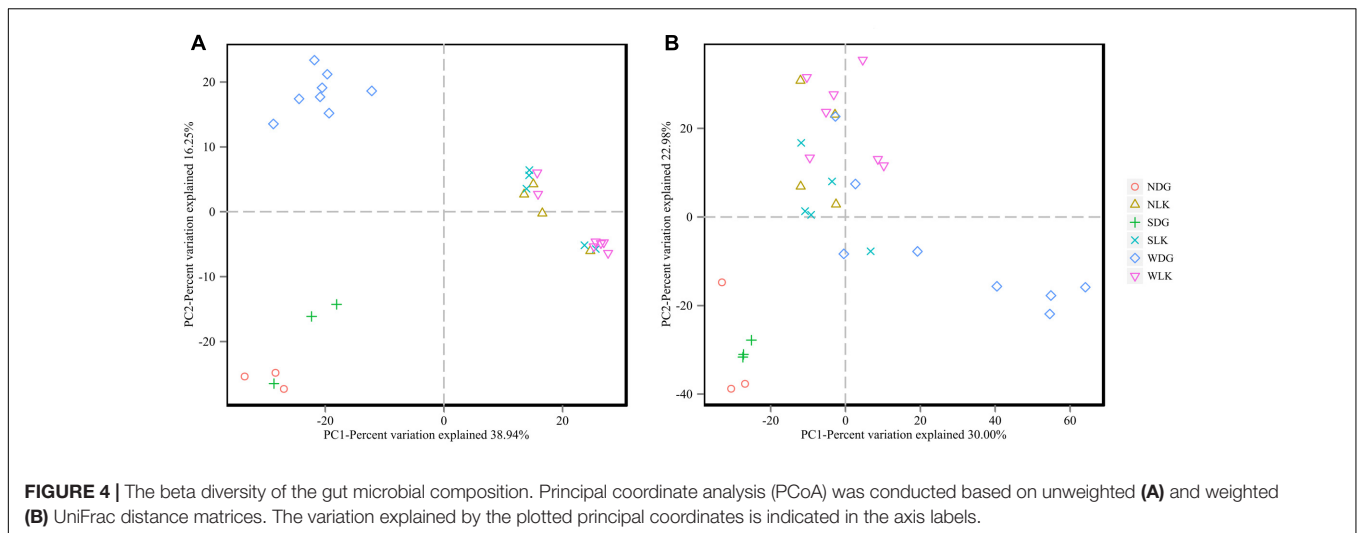 A
20
10
0
-10
-20
-20
0
20
PC2-Percent variation explained 16.25%
PC1-Percent variation explained 38.94%
B
20
0
-20
-40
-20
0
20
40
60
PC2-Percent variation explained 22.98%
PC1-Percent variation explained 30.00%
NDG
NLK
SDG
SLK
WDG
WLK
FIGURE 4 | The beta diversity of the gut microbial composition. Principal coordinate analysis (PCoA) was conducted based on unweighted (A) and weighted
(B) UniFrac distance matrices. The variation explained by the plotted principal coordinates is indicated in the axis labels.